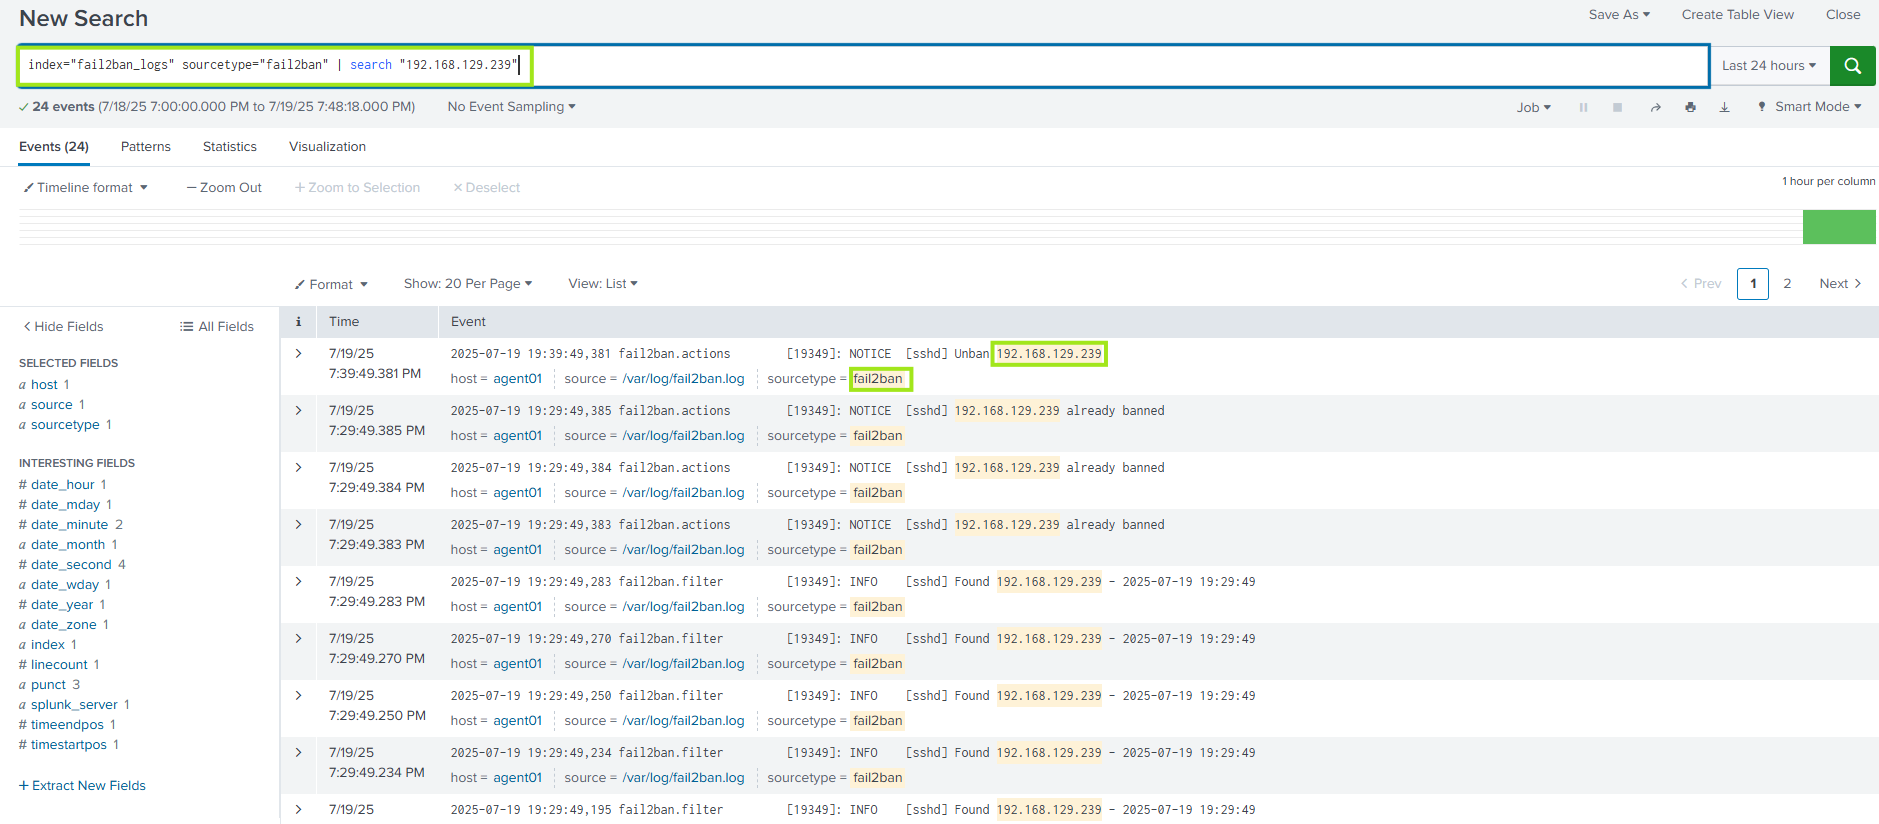 New Search
Save As Create Table View Close
index="fail2ban_logs" sourcetype="fail2ban" | search "192.168.129.239"
Last 24 hours
24 events (7/18/25 7:00:00.000 PM to 7/19/25 7:48:18.000 PM) No Event Sampling
Job Smart Mode
Events (24) Patterns Statistics Visualization
Timeline format — Zoom Out + Zoom to Selection × Deselect
1 hour per column
Format Show: 20 Per Page View: List
< Prev 1 2 Next >
< Hide Fields All Fields
SELECTED FIELDS
a host 1
a source 1
a sourcetype 1
INTERESTING FIELDS
# date_hour 1
# date_mday 1
# date_minute 2
a date_month 1
# date_second 4
a date_wday 1
# date_year 1
a date_zone 1
a index 1
# linecount 1
a punct 3
a splunk_server 1
# timeendpos 1
# timestartpos 1
+ Extract New Fields
i Time Event
> 7/19/25 2025-07-19 19:39:49,381 fail2ban.actions [19349]: NOTICE [sshd] Unban 192.168.129.239
7:39:49.381 PM host = agent01 source = /var/log/fail2ban.log sourcetype = fail2ban
> 7/19/25 2025-07-19 19:29:49,385 fail2ban.actions [19349]: NOTICE [sshd] 192.168.129.239 already banned
7:29:49.385 PM host = agent01 source = /var/log/fail2ban.log sourcetype = fail2ban
> 7/19/25 2025-07-19 19:29:49,384 fail2ban.actions [19349]: NOTICE [sshd] 192.168.129.239 already banned
7:29:49.384 PM host = agent01 source = /var/log/fail2ban.log sourcetype = fail2ban
> 7/19/25 2025-07-19 19:29:49,383 fail2ban.actions [19349]: NOTICE [sshd] 192.168.129.239 already banned
7:29:49.383 PM host = agent01 source = /var/log/fail2ban.log sourcetype = fail2ban
> 7/19/25 2025-07-19 19:29:49,283 fail2ban.filter [19349]: INFO [sshd] Found 192.168.129.239 - 2025-07-19 19:29:49
7:29:49.283 PM host = agent01 source = /var/log/fail2ban.log sourcetype = fail2ban
> 7/19/25 2025-07-19 19:29:49,270 fail2ban.filter [19349]: INFO [sshd] Found 192.168.129.239 - 2025-07-19 19:29:49
7:29:49.270 PM host = agent01 source = /var/log/fail2ban.log sourcetype = fail2ban
> 7/19/25 2025-07-19 19:29:49,250 fail2ban.filter [19349]: INFO [sshd] Found 192.168.129.239 - 2025-07-19 19:29:49
7:29:49.250 PM host = agent01 source = /var/log/fail2ban.log sourcetype = fail2ban
> 7/19/25 2025-07-19 19:29:49,234 fail2ban.filter [19349]: INFO [sshd] Found 192.168.129.239 - 2025-07-19 19:29:49
7:29:49.234 PM host = agent01 source = /var/log/fail2ban.log sourcetype = fail2ban
> 7/19/25 2025-07-19 19:29:49,195 fail2ban.filter [19349]: INFO [sshd] Found 192.168.129.239 - 2025-07-19 19:29:49